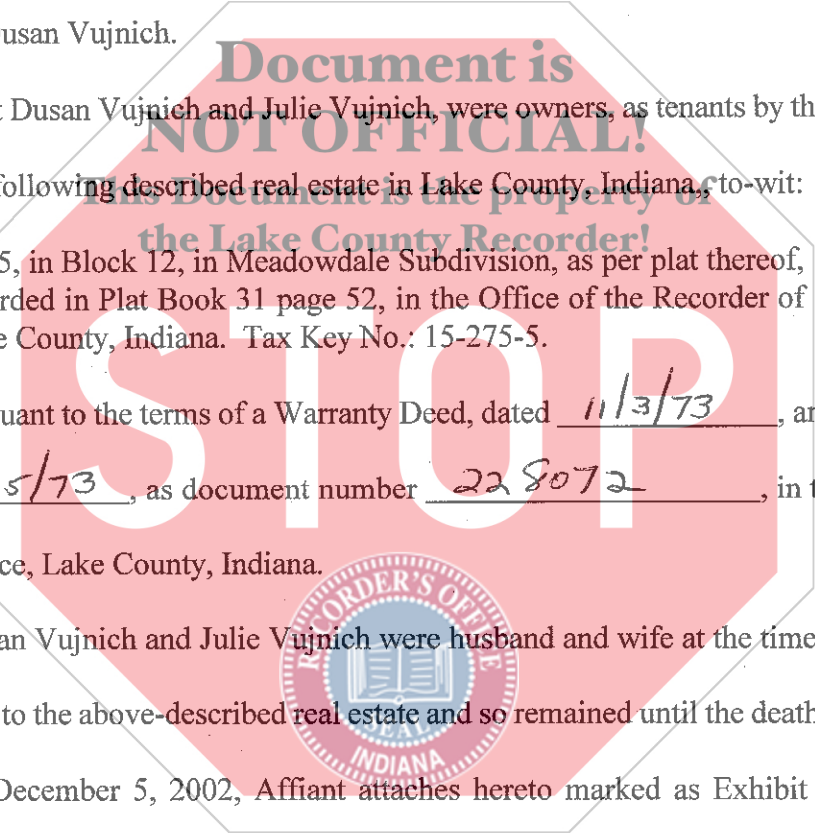 Dusan Vujnich.
Document is
t Dusan Vujnich and Julie Vujnich, were owners, as tenants by th
NOT OFFICIAL!
following described real estate in Lake County, Indiana,, to-wit:
This Document is the property of
the Lake County Recorder!
5, in Block 12, in Meadowdale Subdivision, as per plat thereof,
rded in Plat Book 31 page 52, in the Office of the Recorder of
e County, Indiana. Tax Key No.: 15-275-5.
STOP
uant to the terms of a Warranty Deed, dated 11/3/73, an
5/73, as document number 228072, in t
ce, Lake County, Indiana.
RECORDER'S OFFICE
an Vujnich and Julie Vujnich were husband and wife at the time
to the above-described real estate and so remained until the death
SEAL
INDIANA
December 5, 2002, Affiant attaches hereto marked as Exhibit